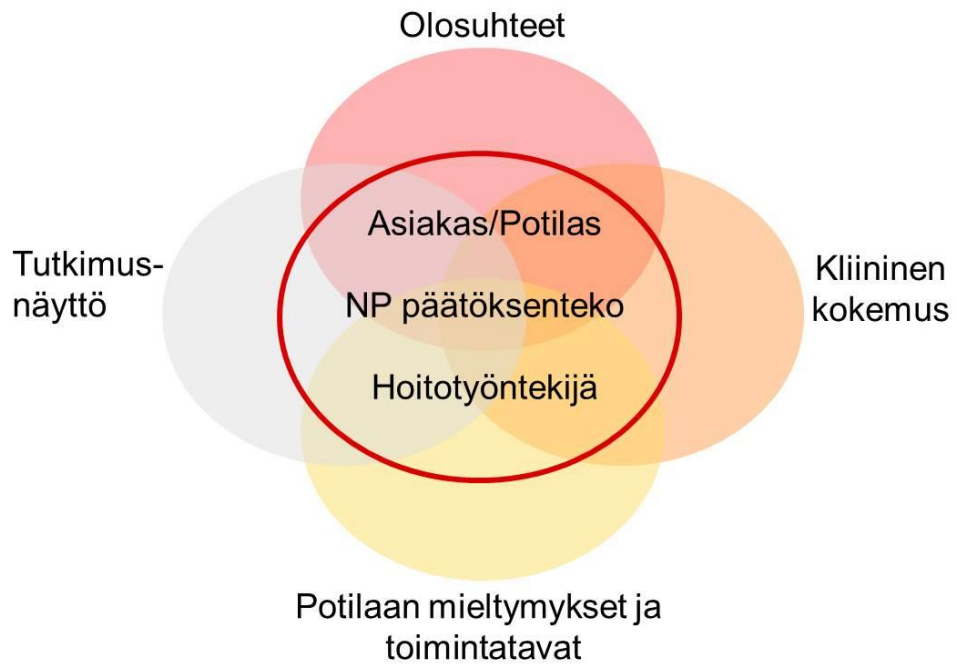 Olosuhteet
Asiakas/Potilas
Tutkimus-
näyttö
NP päätöksenteko
Kliininen
kokemus
Hoitotyöntekijä
Potilaan mieltymykset ja
toimintatavat